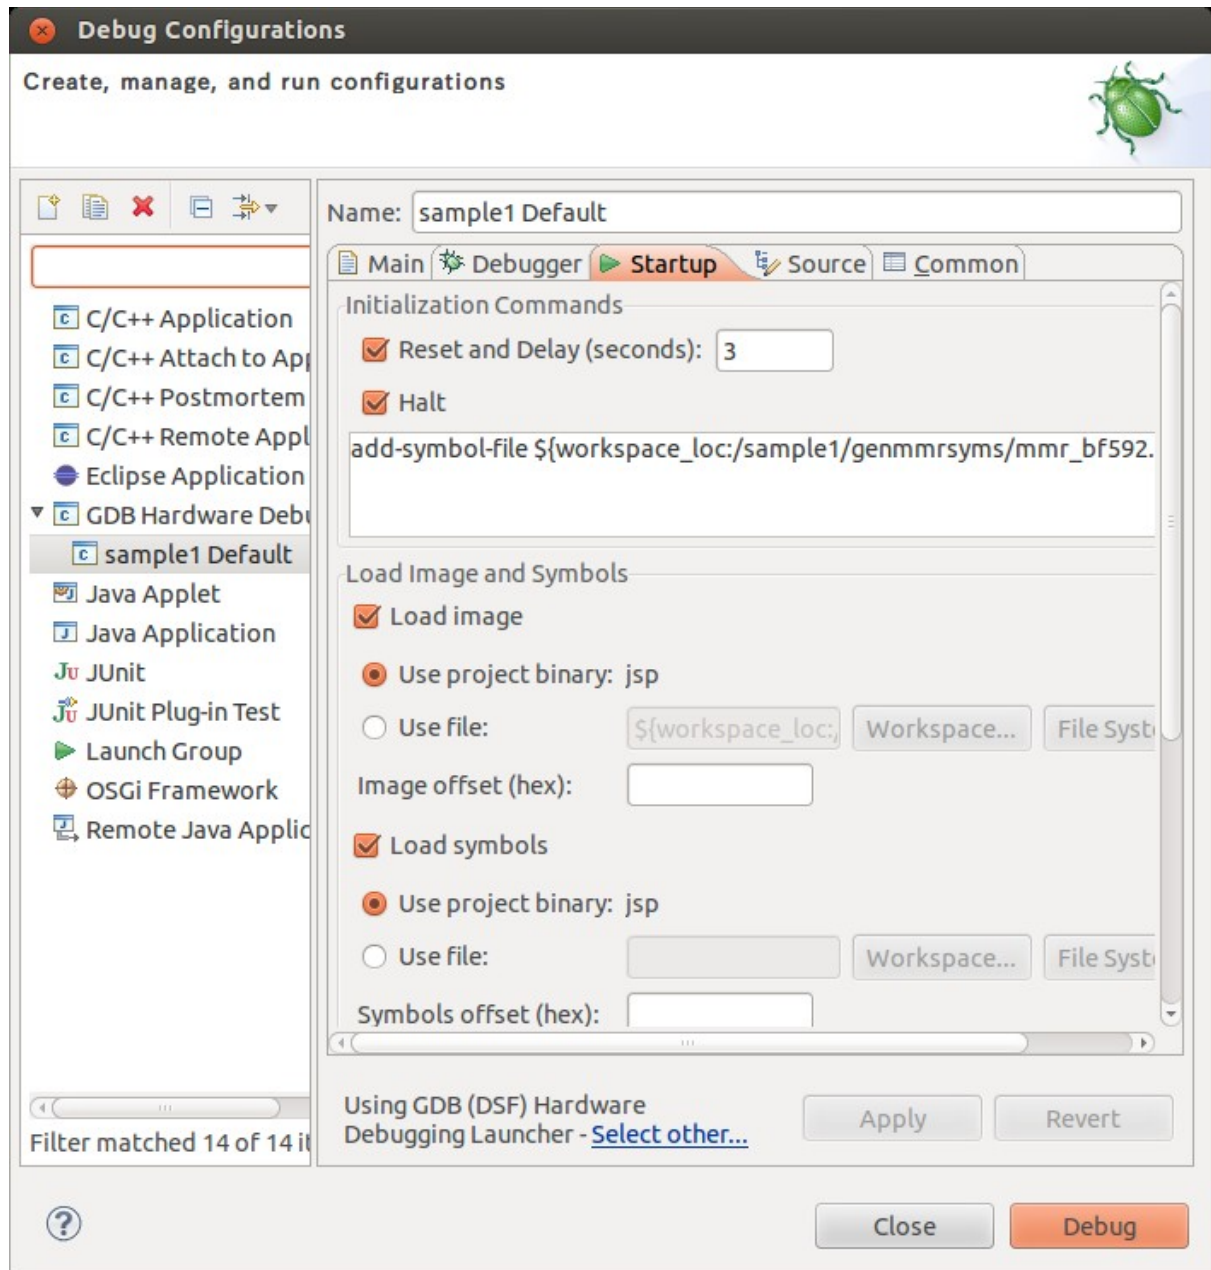 Debug Configurations
Create, manage, and run configurations
Name: sample1 Default
Main Debugger Startup Source Common
C/C++ Application
C/C++ Attach to App
C/C++ Postmortem
C/C++ Remote Appl
Eclipse Application
GDB Hardware Debu
sample1 Default
Java Applet
Java Application
Ju JUnit
JUnit Plug-in Test
Launch Group
OSGi Framework
Remote Java Applic
Filter matched 14 of 14 it
Initialization Commands
Reset and Delay (seconds): 3
Halt
add-symbol-file ${workspace_loc:/sample1/genmmrsyms/mmr_bf592.
Load Image and Symbols
Load image
Use project binary: jsp
Use file: ${workspace_loc:/ Workspace... File Syste
Image offset (hex):
Load symbols
Use project binary: jsp
Use file: Workspace... File Syste
Symbols offset (hex):
Using GDB (DSF) Hardware
Debugging Launcher - Select other...
Apply Revert
? Close Debug